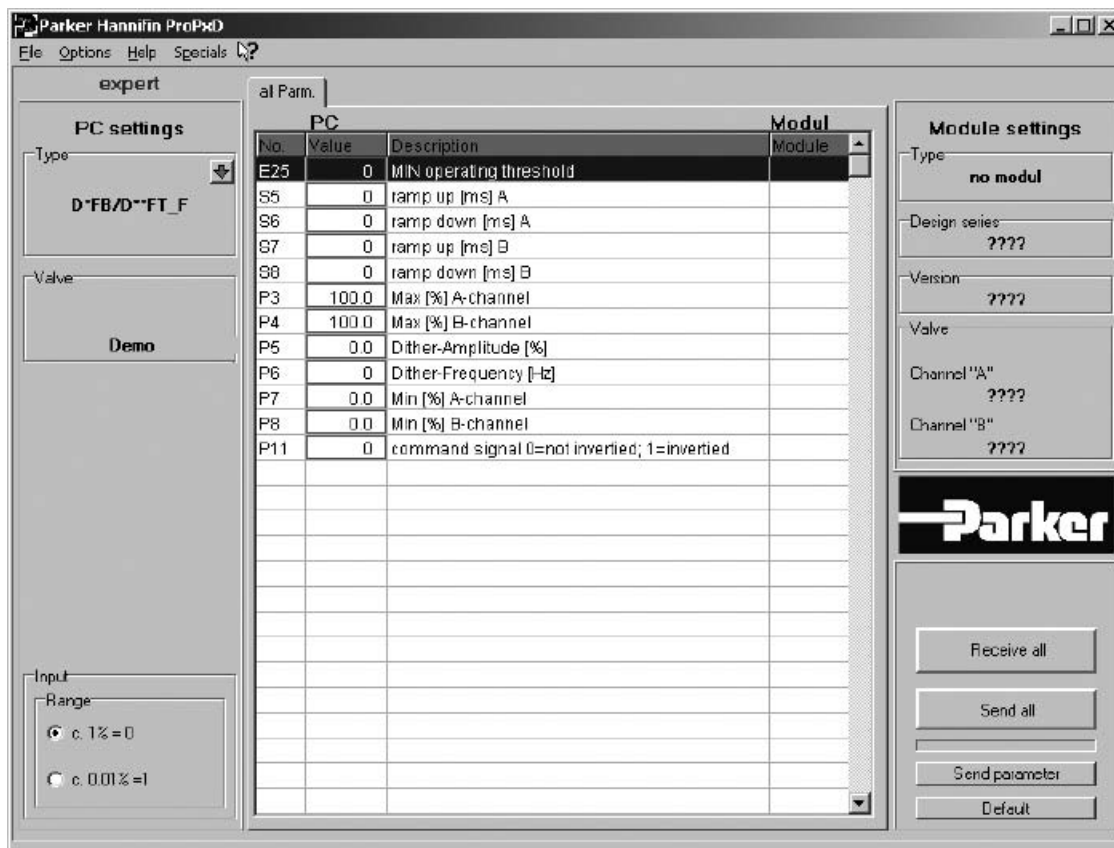 Parker Hannifin ProPxD
File Options Help Specials ?
expert
PC settings
Type
D*FB/D**FT_F
Valve
Demo
Input
Range
c. 1% = 0
c. 0.01% =1
all Parm.
PC Modul
No. Value Description Module
E25 0 MIN operating threshold
S5 0 ramp up [ms] A
S6 0 ramp down [ms] A
S7 0 ramp up [ms] B
S8 0 ramp down [ms] B
P3 100.0 Max [%] A-channel
P4 100.0 Max [%] B-channel
P5 0.0 Dither-Amplitude [%]
P6 0 Dither-Frequency [Hz]
P7 0.0 Min [%] A-channel
P8 0.0 Min [%] B-channel
P11 0 command signal 0=not invertied; 1=invertied
Module settings
Type
no modul
Design series
????
Version
????
Valve
Channel "A"
????
Channel "B"
????
Parker
Receive all
Send all
Send parameter
Default